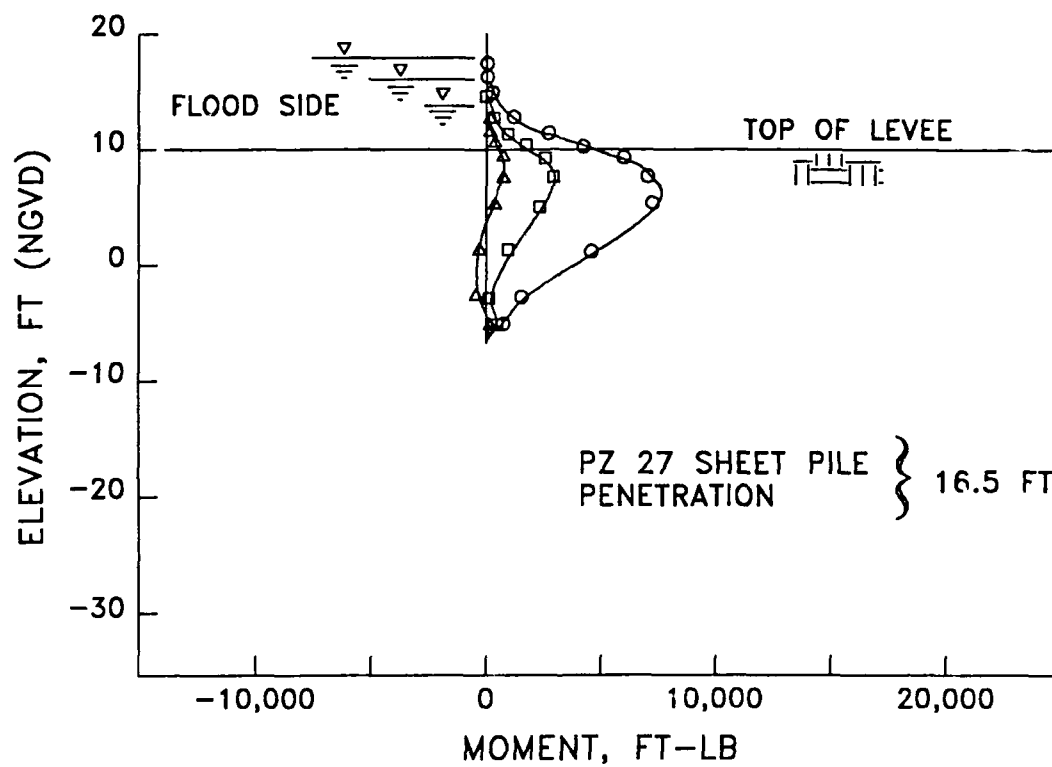 20
10
0
-10
-20
-30
ELEVATION, FT (NGVD)
FLOOD SIDE
TOP OF LEVEE
PZ 27 SHEET PILE
PENETRATION
16.5 FT
-10,000
0
10,000
20,000
MOMENT, FT-LB